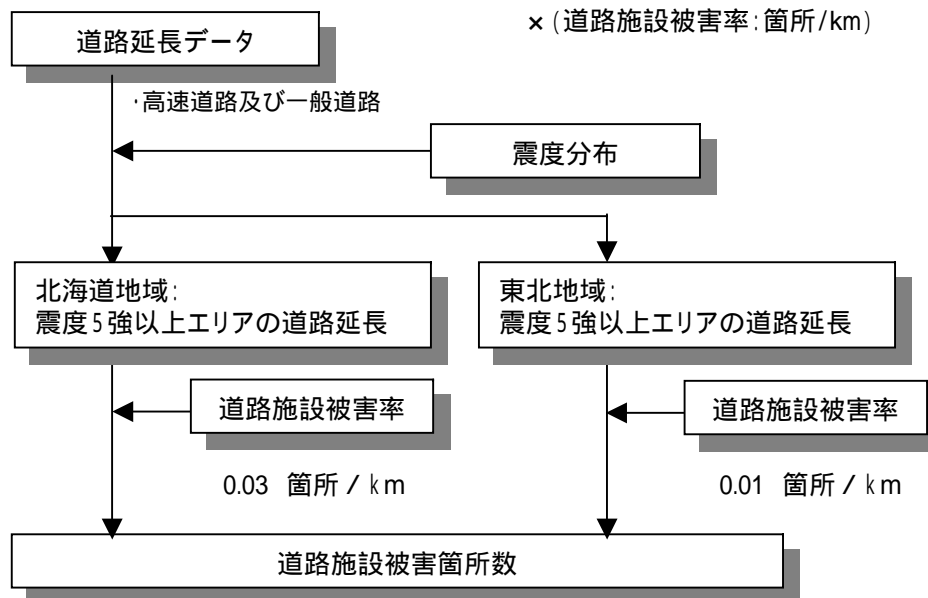 ×(道路施設被害率:箇所/km)
道路延長データ
・高速道路及び一般道路
震度分布
北海道地域:
震度5強以上エリアの道路延長
東北地域:
震度5強以上エリアの道路延長
道路施設被害率
道路施設被害率
0.03 箇所/km
0.01 箇所/km
道路施設被害箇所数